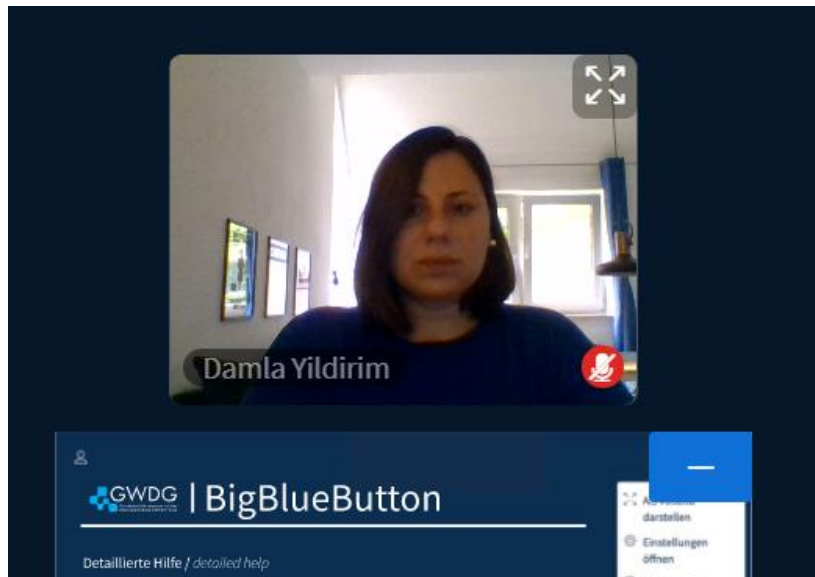 Damla Yildirim
GWDG | BigBlueButton
darstellen
Einstellungen
öffnen
Detaillierte Hilfe / detailed help